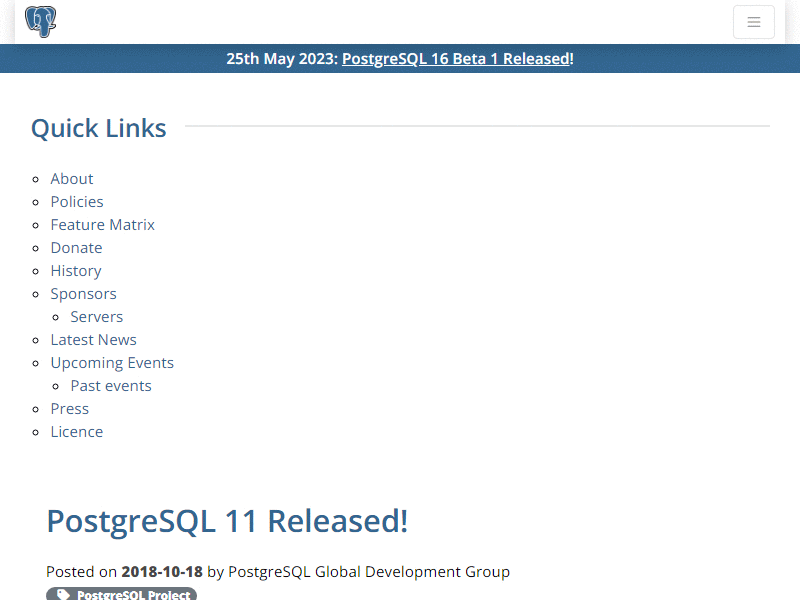 25th May 2023: PostgreSQL 16 Beta 1 Released!
Quick Links
About
Policies
Feature Matrix
Donate
History
Sponsors
Servers
Latest News
Upcoming Events
Past events
Press
Licence
PostgreSQL 11 Released!
Posted on 2018-10-18 by PostgreSQL Global Development Group
PostgreSQL Project